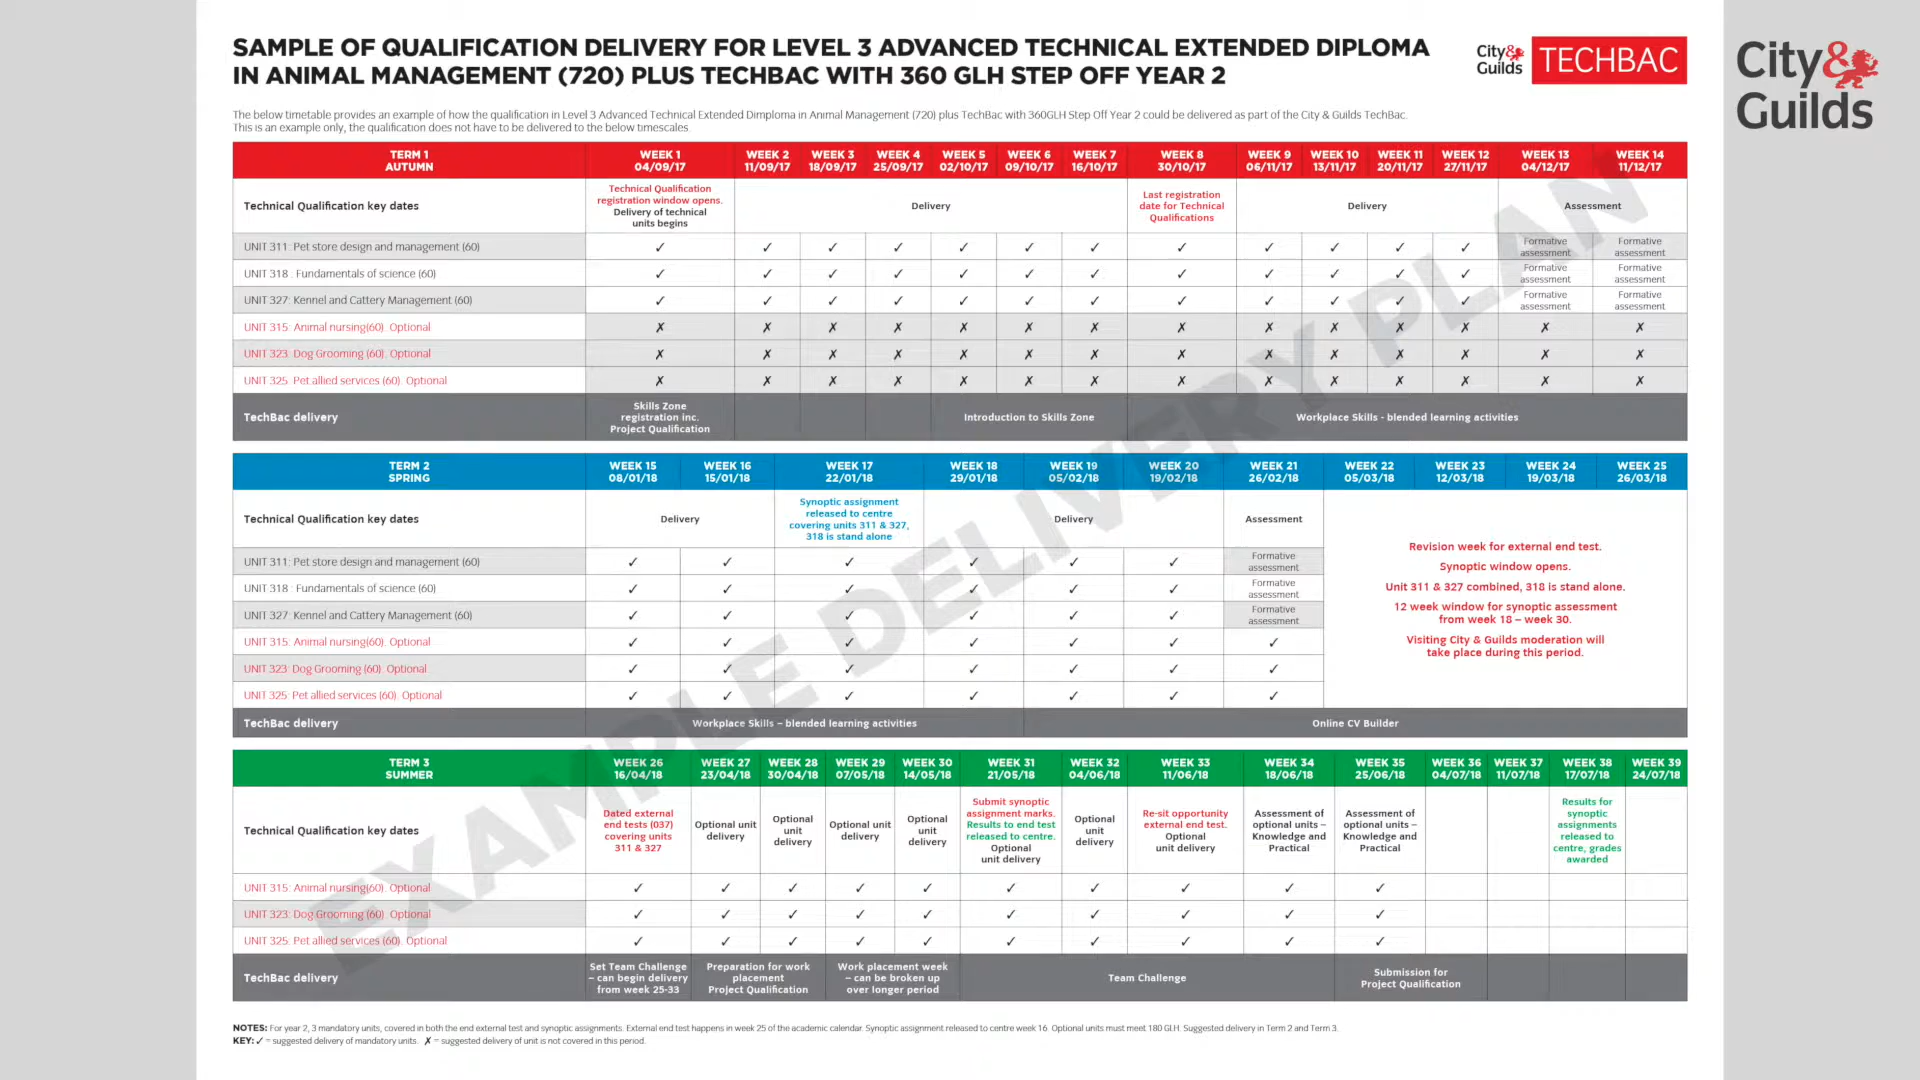 SAMPLE OF QUALIFICATION DELIVERY FOR LEVEL 3 ADVANCED TECHNICAL EXTENDED DIPLOMA
IN ANIMAL MANAGEMENT (720) PLUS TECHBAC WITH 360 GLH STEP OFF YEAR 2
City&
Guilds
TECHBAC
City&
Guilds
The below timetable provides an example of how the qualification in Level 3 Advanced Technical Extended Dimploma in Animal Management (720) plus TechBac with 360GLH Step Off Year 2 could be delivered as part of the City & Guilds TechBac.
This is an example only, the qualification does not have to be delivered to the below timescales.
TERM 1 WEEK 1 WEEK 2 WEEK 3 WEEK 4 WEEK 5 WEEK 6 WEEK 7 WEEK 8 WEEK 9 WEEK 10 WEEK 11 WEEK 12 WEEK 13 WEEK 14
AUTUMN 04/09/17 11/09/17 18/09/17 25/09/17 02/10/17 09/10/17 16/10/17 30/10/17 06/11/17 13/11/17 20/11/17 27/11/17 04/12/17 11/12/17
Technical Qualification key dates
Technical Qualification
registration window opens.
Delivery of technical
units begins
Delivery
Last registration
date for Technical
Qualifications
Delivery
Assessment
UNIT 311: Pet store design and management (60) ✓ ✓ ✓ ✓ ✓ ✓ ✓ ✓ ✓ ✓ ✓ ✓ Formative assessment Formative assessment
UNIT 318 : Fundamentals of science (60) ✓ ✓ ✓ ✓ ✓ ✓ ✓ ✓ ✓ ✓ ✓ ✓ Formative assessment Formative assessment
UNIT 327: Kennel and Cattery Management (60) ✓ ✓ ✓ ✓ ✓ ✓ ✓ ✓ ✓ ✓ ✓ ✓ Formative assessment Formative assessment
UNIT 315: Animal nursing(60). Optional ✗ ✗ ✗ ✗ ✗ ✗ ✗ ✗ ✗ ✗ ✗ ✗ ✗ ✗
UNIT 323: Dog Grooming (60). Optional ✗ ✗ ✗ ✗ ✗ ✗ ✗ ✗ ✗ ✗ ✗ ✗ ✗ ✗
UNIT 325: Pet allied services (60). Optional ✗ ✗ ✗ ✗ ✗ ✗ ✗ ✗ ✗ ✗ ✗ ✗ ✗ ✗
TechBac delivery
Skills Zone
registration inc.
Project Qualification
Introduction to Skills Zone
Workplace Skills - blended learning activities
TERM 2 WEEK 15 WEEK 16 WEEK 17 WEEK 18 WEEK 19 WEEK 20 WEEK 21 WEEK 22 WEEK 23 WEEK 24 WEEK 25
SPRING 08/01/18 15/01/18 22/01/18 29/01/18 05/02/18 19/02/18 26/02/18 05/03/18 12/03/18 19/03/18 26/03/18
Technical Qualification key dates
Delivery
Synoptic assignment
released to centre
covering units 311 & 327,
318 is stand alone
Delivery
Assessment
UNIT 311: Pet store design and management (60) ✓ ✓ ✓ ✓ ✓ ✓ Formative assessment
UNIT 318 : Fundamentals of science (60) ✓ ✓ ✓ ✓ ✓ ✓ Formative assessment
UNIT 327: Kennel and Cattery Management (60) ✓ ✓ ✓ ✓ ✓ ✓ Formative assessment
UNIT 315: Animal nursing(60). Optional ✓ ✓ ✓ ✓ ✓ ✓ ✓
UNIT 323: Dog Grooming (60). Optional ✓ ✓ ✓ ✓ ✓ ✓ ✓
UNIT 325: Pet allied services (60). Optional ✓ ✓ ✓ ✓ ✓ ✓ ✓
Revision week for external end test.
Synoptic window opens.
Unit 311 & 327 combined, 318 is stand alone.
12 week window for synoptic assessment
from week 18 – week 30.
Visiting City & Guilds moderation will
take place during this period.
TechBac delivery
Workplace Skills – blended learning activities
Online CV Builder
TERM 3 WEEK 26 WEEK 27 WEEK 28 WEEK 29 WEEK 30 WEEK 31 WEEK 32 WEEK 33 WEEK 34 WEEK 35 WEEK 36 WEEK 37 WEEK 38 WEEK 39
SUMMER 16/04/18 23/04/18 30/04/18 07/05/18 14/05/18 21/05/18 04/06/18 11/06/18 18/06/18 25/06/18 04/07/18 11/07/18 17/07/18 24/07/18
Technical Qualification key dates
Dated external
end tests (037)
covering units
311 & 327
Optional unit
delivery
Optional
unit
delivery
Optional unit
delivery
Optional
unit
delivery
Submit synoptic
assignment marks.
Results to end test
released to centre.
Optional
unit delivery
Optional
unit
delivery
Re-sit opportunity
external end test.
Optional
unit delivery
Assessment of
optional units –
Knowledge and
Practical
Assessment of
optional units –
Knowledge and
Practical
Results for
synoptic
assignments
released to
centre, grades
awarded
UNIT 315: Animal nursing(60). Optional ✓ ✓ ✓ ✓ ✓ ✓ ✓ ✓ ✓ ✓
UNIT 323: Dog Grooming (60). Optional ✓ ✓ ✓ ✓ ✓ ✓ ✓ ✓ ✓ ✓
UNIT 325: Pet allied services (60). Optional ✓ ✓ ✓ ✓ ✓ ✓ ✓ ✓ ✓ ✓
TechBac delivery
Set Team Challenge
– can begin delivery
from week 25-33
Preparation for work
placement
Project Qualification
Work placement week
– can be broken up
over longer period
Team Challenge
Submission for
Project Qualification
EXAMPLE DELIVERY PLAN
NOTES: For year 2, 3 mandatory units, covered in both the end external test and synoptic assignments. External end test happens in week 25 of the academic calendar. Synoptic assignment released to centre week 16. Optional units must meet 180 GLH. Suggested delivery in Term 2 and Term 3.
KEY: ✓ = suggested delivery of mandatory units. ✗ = suggested delivery of unit is not covered in this period.